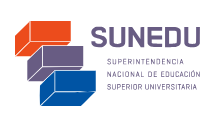 SUNEDU
SUPERINTENDENCIA
NACIONAL DE EDUCACIÓN
SUPERIOR UNIVERSITARIA